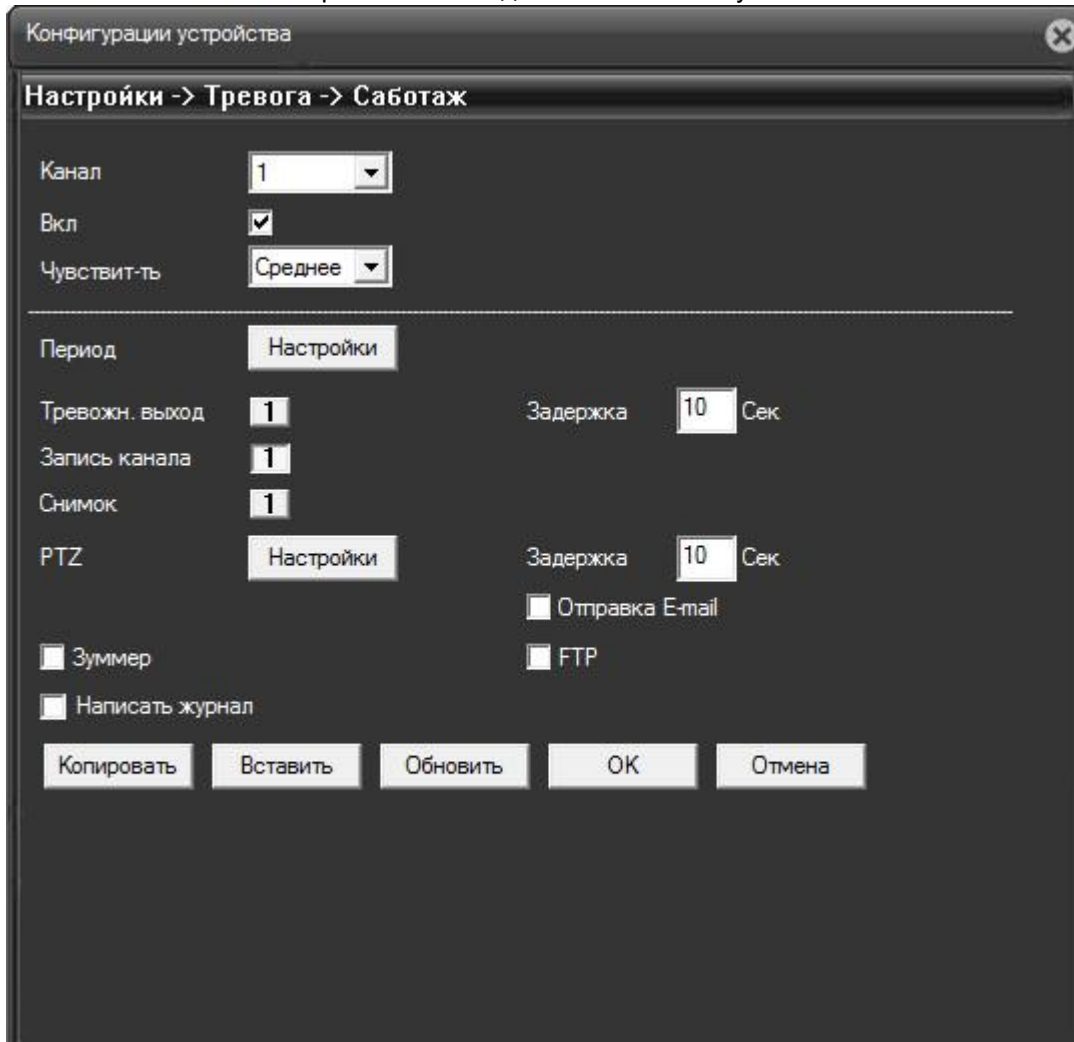 Конфигурации устройства
Настройки -> Тревога -> Саботаж
Канал 1
Вкл
Чувствит-ть Среднее
Период Настройки
Тревожн. выход 1 Задержка 10 Сек
Запись канала 1
Снимок 1
PTZ Настройки Задержка 10 Сек
Отправка E-mail
Зуммер FTP
Написать журнал
Копировать Вставить Обновить OK Отмена